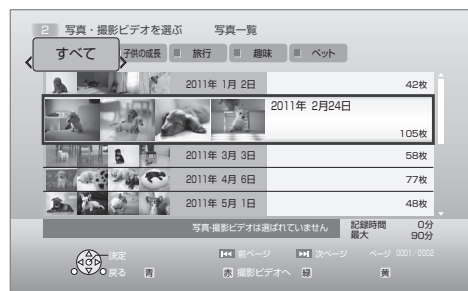 2 写真・撮影ビデオを選ぶ 写真一覧
すべて 子供の成長 旅行 趣味 ペット
2011年 1月 2日 42枚
2011年 2月24日
105枚
2011年 3月 3日 58枚
2011年 4月 6日 77枚
2011年 5月 1日 48枚
写真・撮影ビデオは選ばれていません 記録時間 0分
最大 90分
決定 前ページ 次ページ ページ 0001/0002
戻る 青 赤 撮影ビデオへ 緑 黄